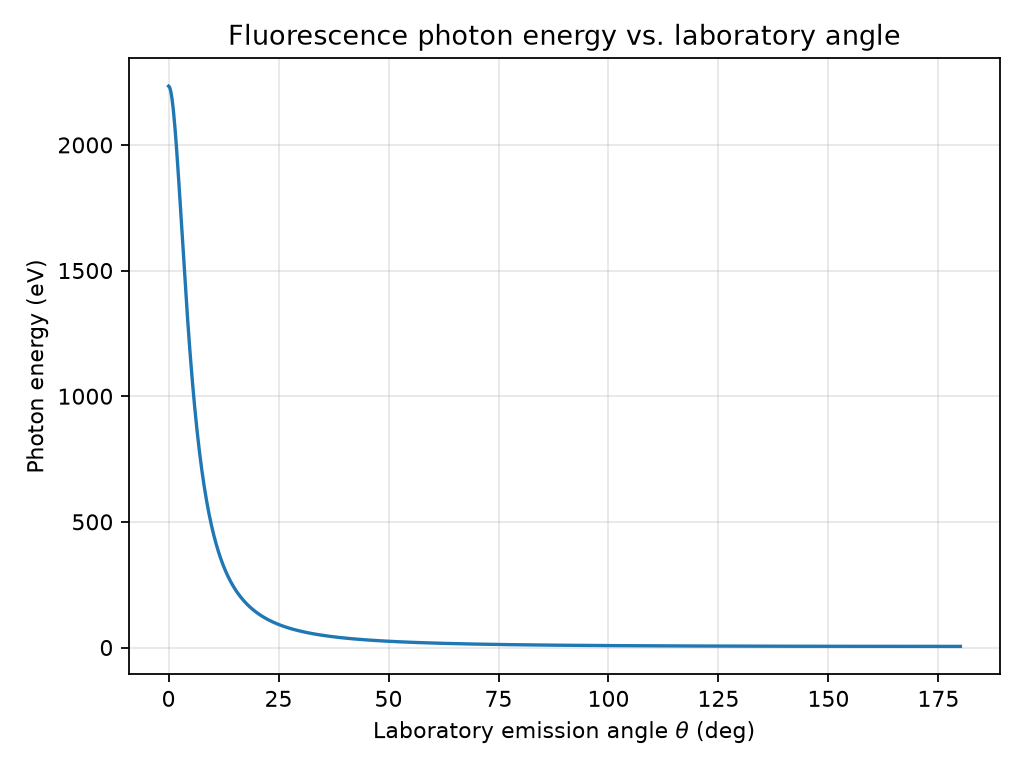 Fluorescence photon energy vs. laboratory angle
Photon energy (eV)
2000
1500
1000
500
0
0 25 50 75 100 125 150 175
Laboratory emission angle θ (deg)